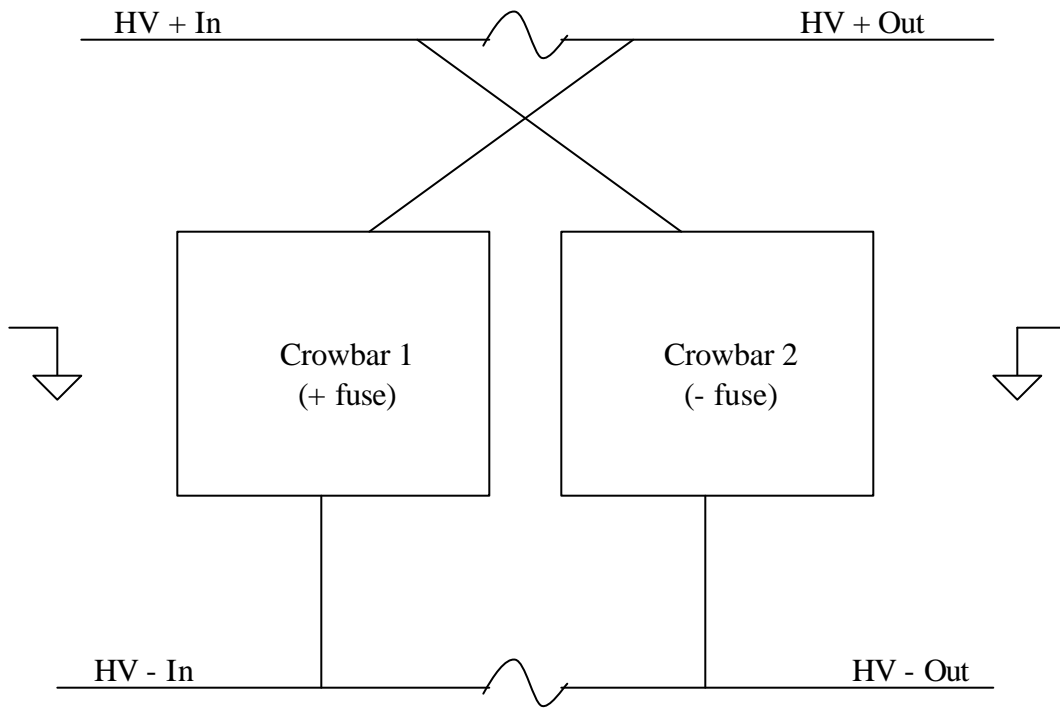 HV + In
HV + Out
Crowbar 1
(+ fuse)
Crowbar 2
(- fuse)
HV - In
HV - Out